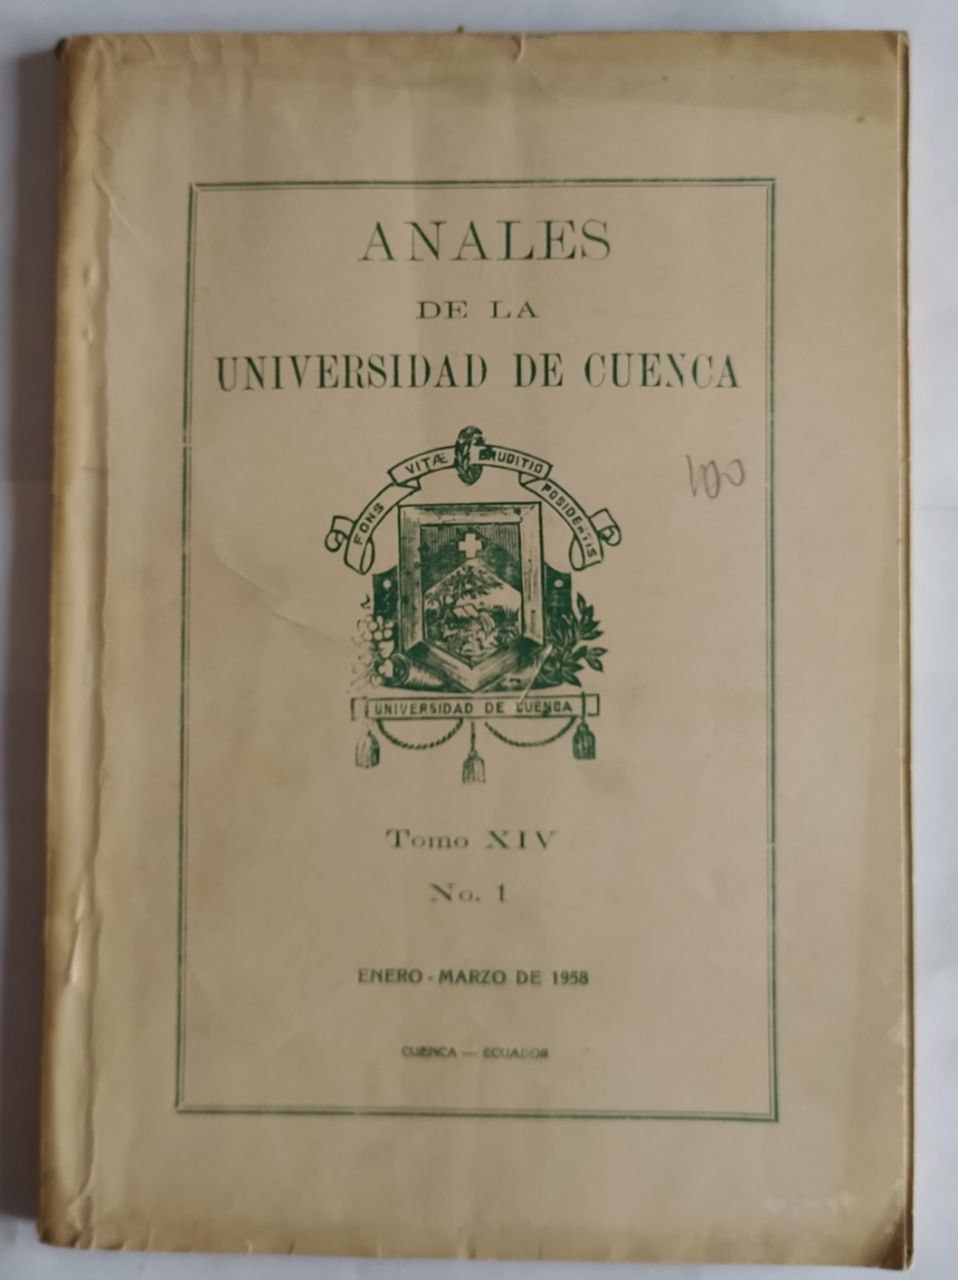 ANALES
DE LA
UNIVERSIDAD DE CUENCA
FONS VITÆ ERUDITIO POSIDENTIS
100
UNIVERSIDAD DE CUENCA
Tomo XIV
No. 1
ENERO - MARZO DE 1958
CUENCA — ECUADOR